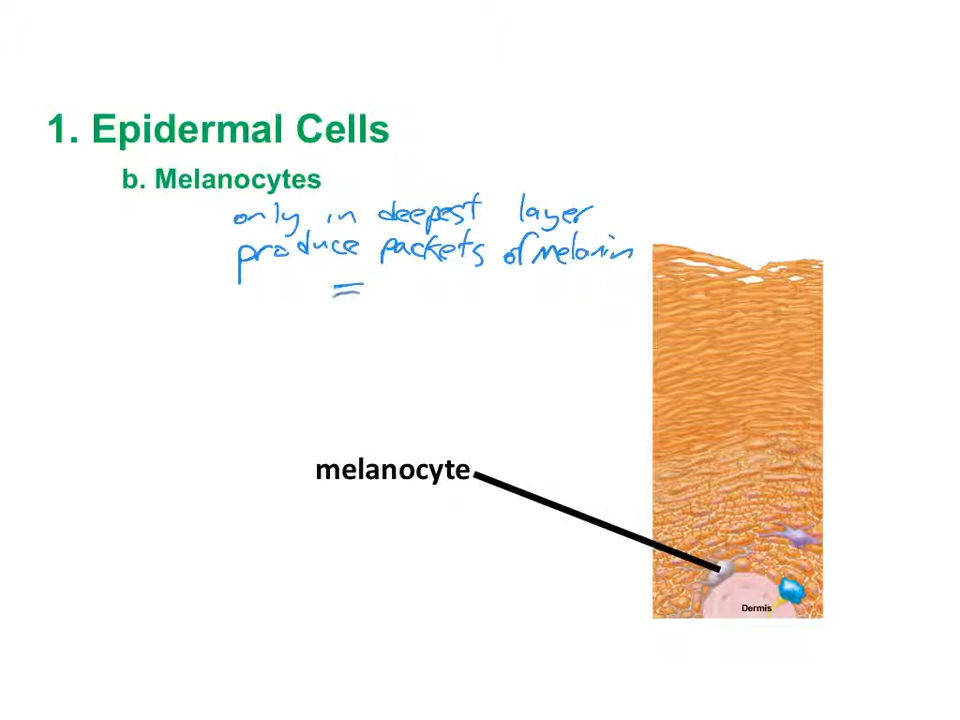 1. Epidermal Cells
b. Melanocytes
only in deepest layer
produce packets of melanin
melanocyte
Dermis